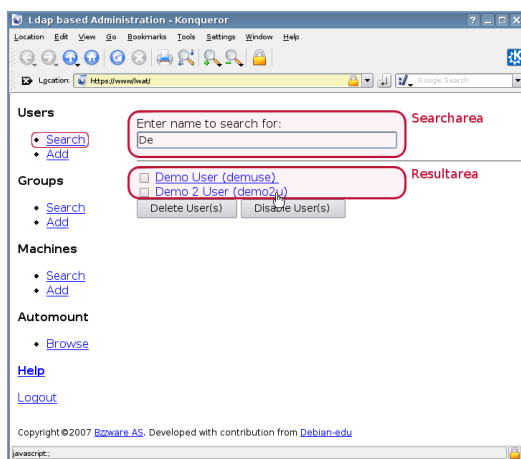 Ldap based Administration - Konqueror
Location Edit View Go Bookmarks Tools Settings Window Help
Location: https://www/lwat/ Google Search
Users
Search
Add
Groups
Search
Add
Machines
Search
Add
Automount
Browse
Help
Logout
Enter name to search for:
De
Searcharea
Demo User (demuse)
Demo 2 User (demo2u)
Resultarea
Delete User(s) Disable User(s)
Copyright©2007 Bzzware AS. Developed with contribution from Debian-edu
javascript:;